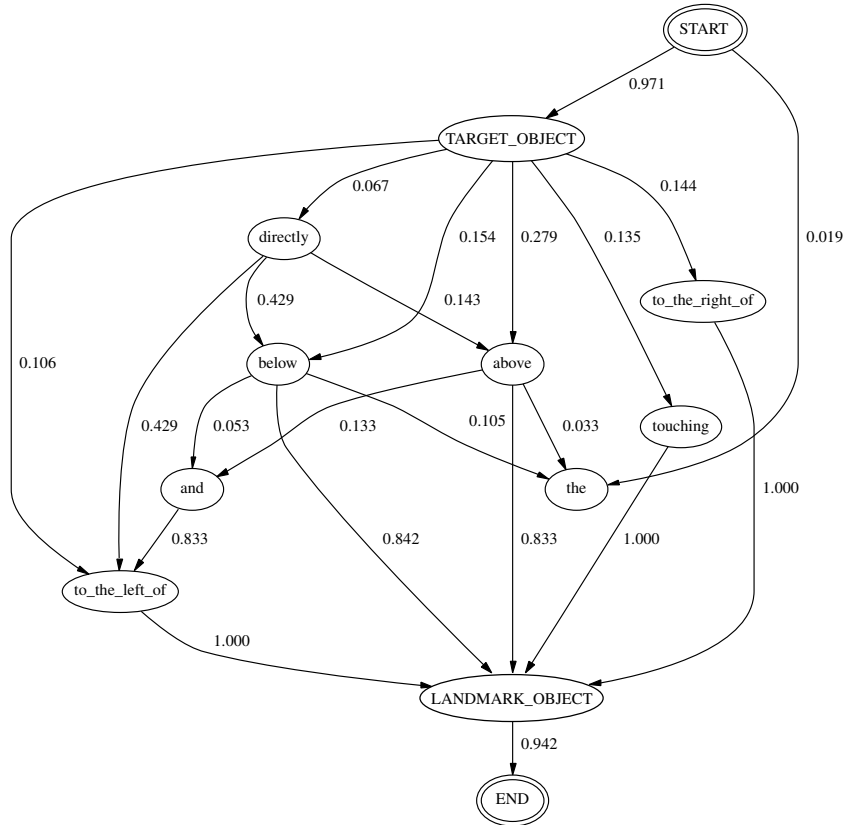 START
0.971
TARGET_OBJECT
0.067
0.144
directly
0.154
0.279
0.135
0.019
0.429
0.143
to_the_right_of
0.106
below
above
0.429
0.053
0.133
0.105
0.033
touching
and
the
1.000
0.833
0.842
0.833
1.000
to_the_left_of
1.000
LANDMARK_OBJECT
0.942
END